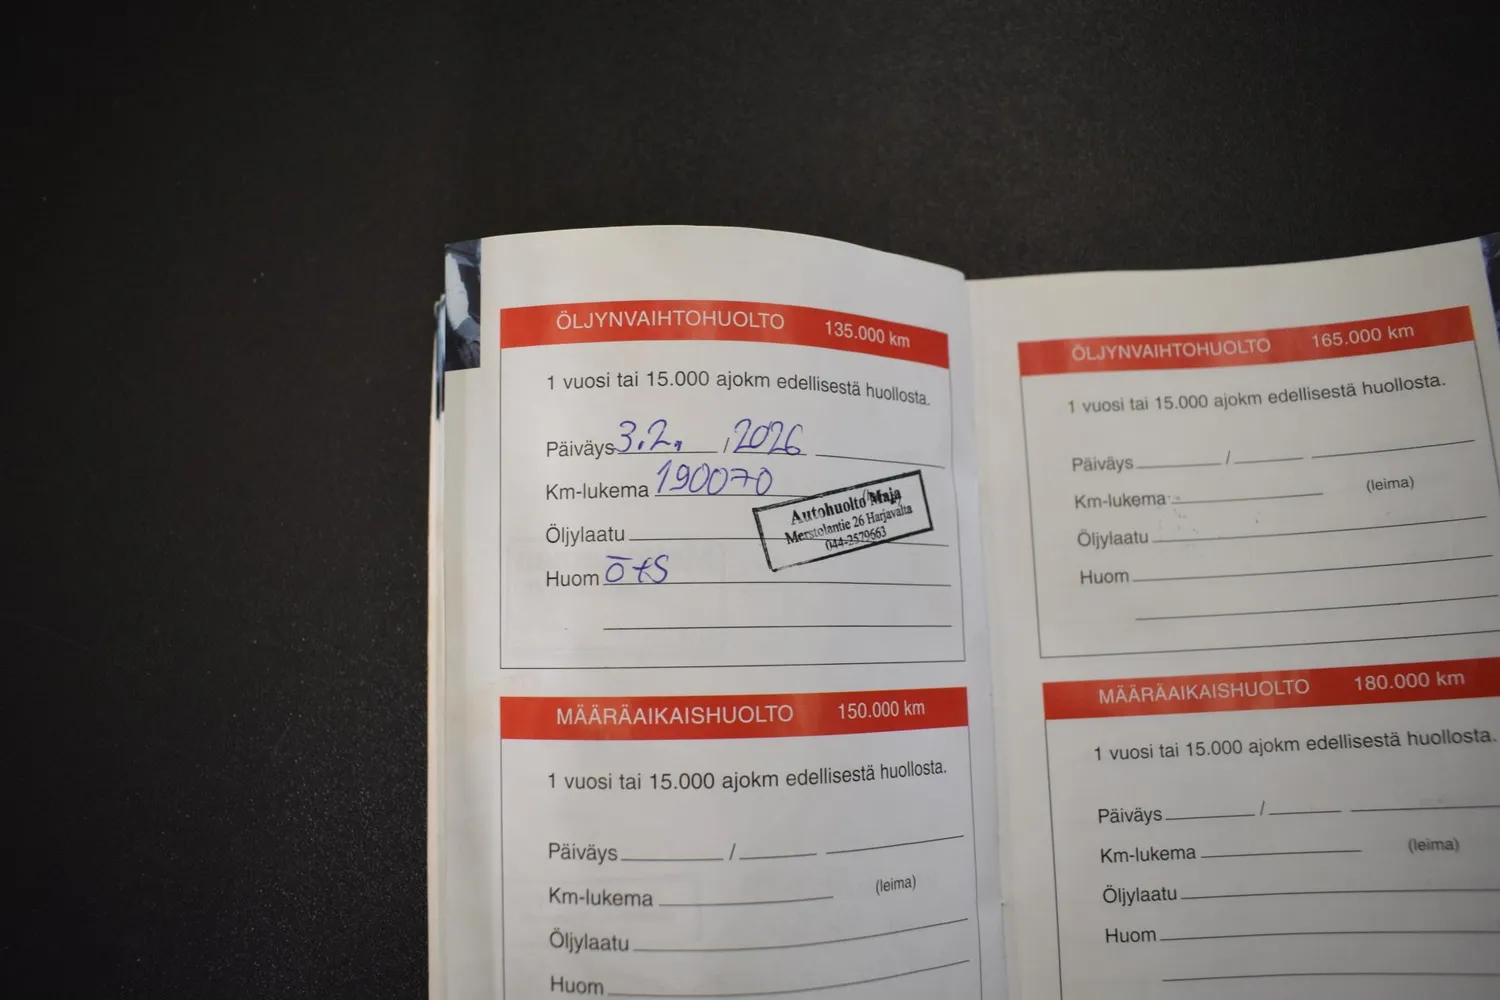 ÖLJYNVAIHTOHUOLTO 135.000 km
1 vuosi tai 15.000 ajokm edellisestä huollosta.
Päiväys 3.2. / 2026
Km-lukema 190070
Autohuolto Maja
Merstolantie 26 Harjavalta
044-2579663
Öljylaatu
Huom öts
MÄÄRÄAIKAISHUOLTO 150.000 km
1 vuosi tai 15.000 ajokm edellisestä huollosta.
Päiväys /
Km-lukema (leima)
Öljylaatu
Huom
ÖLJYNVAIHTOHUOLTO 165.000 km
1 vuosi tai 15.000 ajokm edellisestä huollosta.
Päiväys /
Km-lukema (leima)
Öljylaatu
Huom
MÄÄRÄAIKAISHUOLTO 180.000 km
1 vuosi tai 15.000 ajokm edellisestä huollosta.
Päiväys /
Km-lukema (leima)
Öljylaatu
Huom